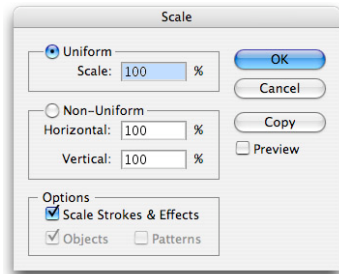 Scale
Uniform
Scale: 100 %
Non-Uniform
Horizontal: 100 %
Vertical: 100 %
Options
Scale Strokes & Effects
Objects Patterns
OK
Cancel
Copy
Preview